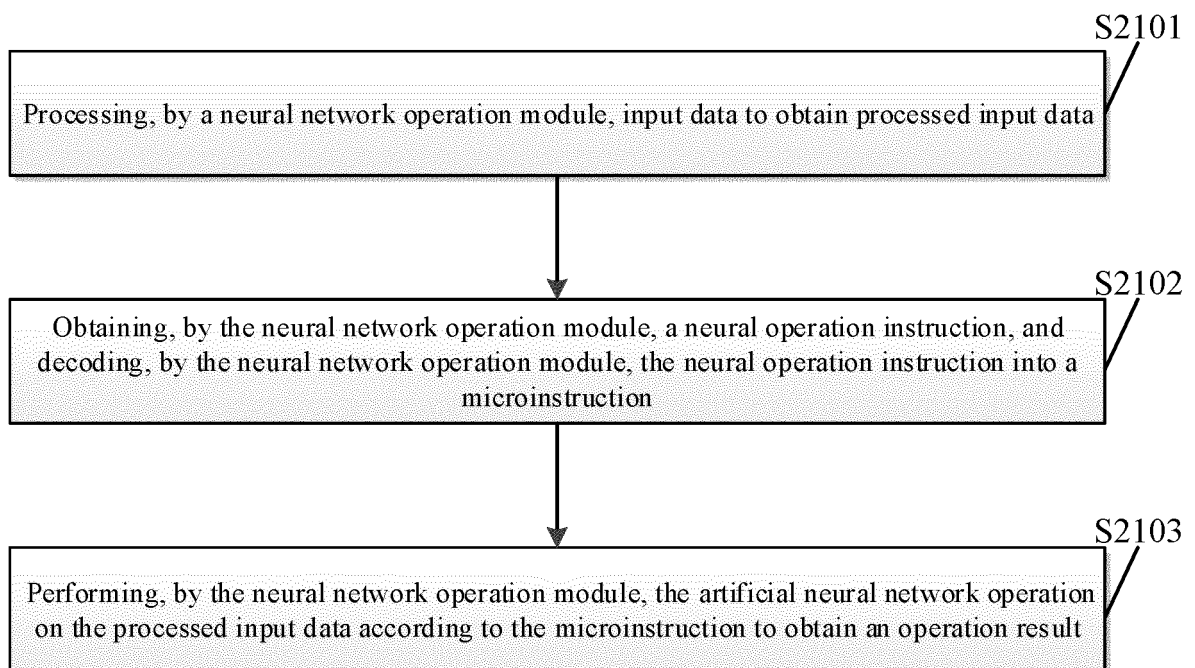 S2101
Processing, by a neural network operation module, input data to obtain processed input data
S2102
Obtaining, by the neural network operation module, a neural operation instruction, and
decoding, by the neural network operation module, the neural operation instruction into a
microinstruction
S2103
Performing, by the neural network operation module, the artificial neural network operation
on the processed input data according to the microinstruction to obtain an operation result